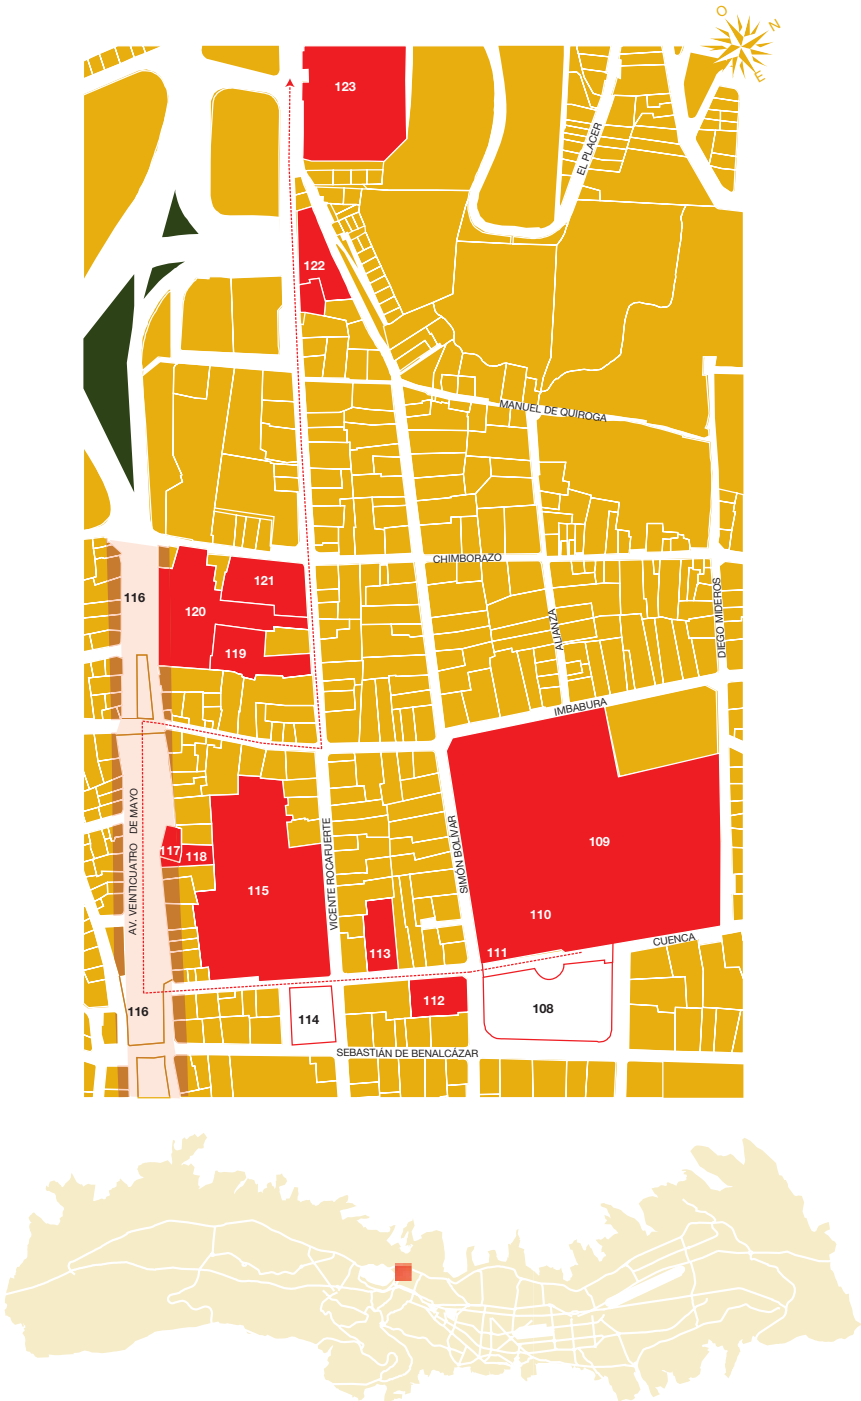 O
N
E
123
EL PLACER
122
MANUEL DE QUIROGA
CHIMBORAZO
121
116
120
DIEGO MIDEROS
ALIANZA
119
IMBABURA
AV. VEINTICUATRO DE MAYO
VICENTE ROCAFUERTE
SIMÓN BOLÍVAR
109
117
118
115
110
CUENCA
113
111
112
108
116
114
SEBASTIÁN DE BENALCÁZAR